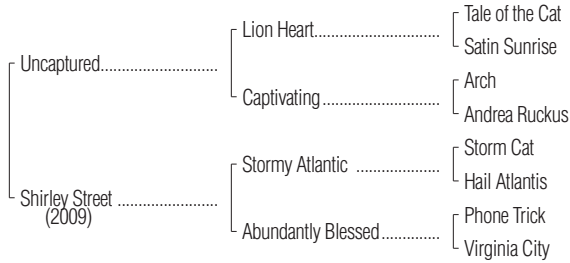 Tale of the Cat
Lion Heart..............................
Satin Sunrise
Uncaptured............................
Arch
Captivating............................
Andrea Ruckus
Storm Cat
Stormy Atlantic ....................
Hail Atlantis
Shirley Street ........................
(2009)
Phone Trick
Abundantly Blessed..............
Virginia City